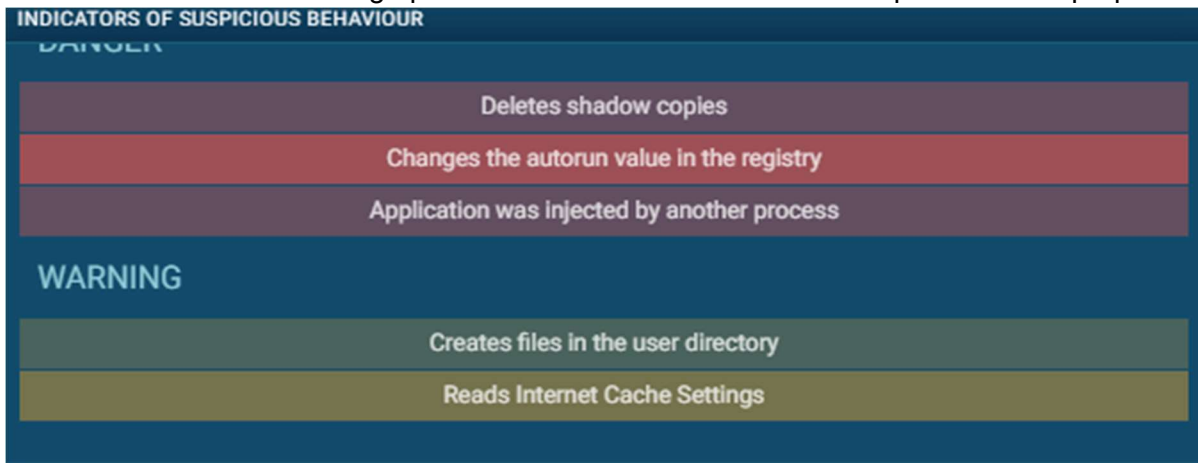 INDICATORS OF SUSPICIOUS BEHAVIOUR
DANGER
Deletes shadow copies
Changes the autorun value in the registry
Application was injected by another process
WARNING
Creates files in the user directory
Reads Internet Cache Settings